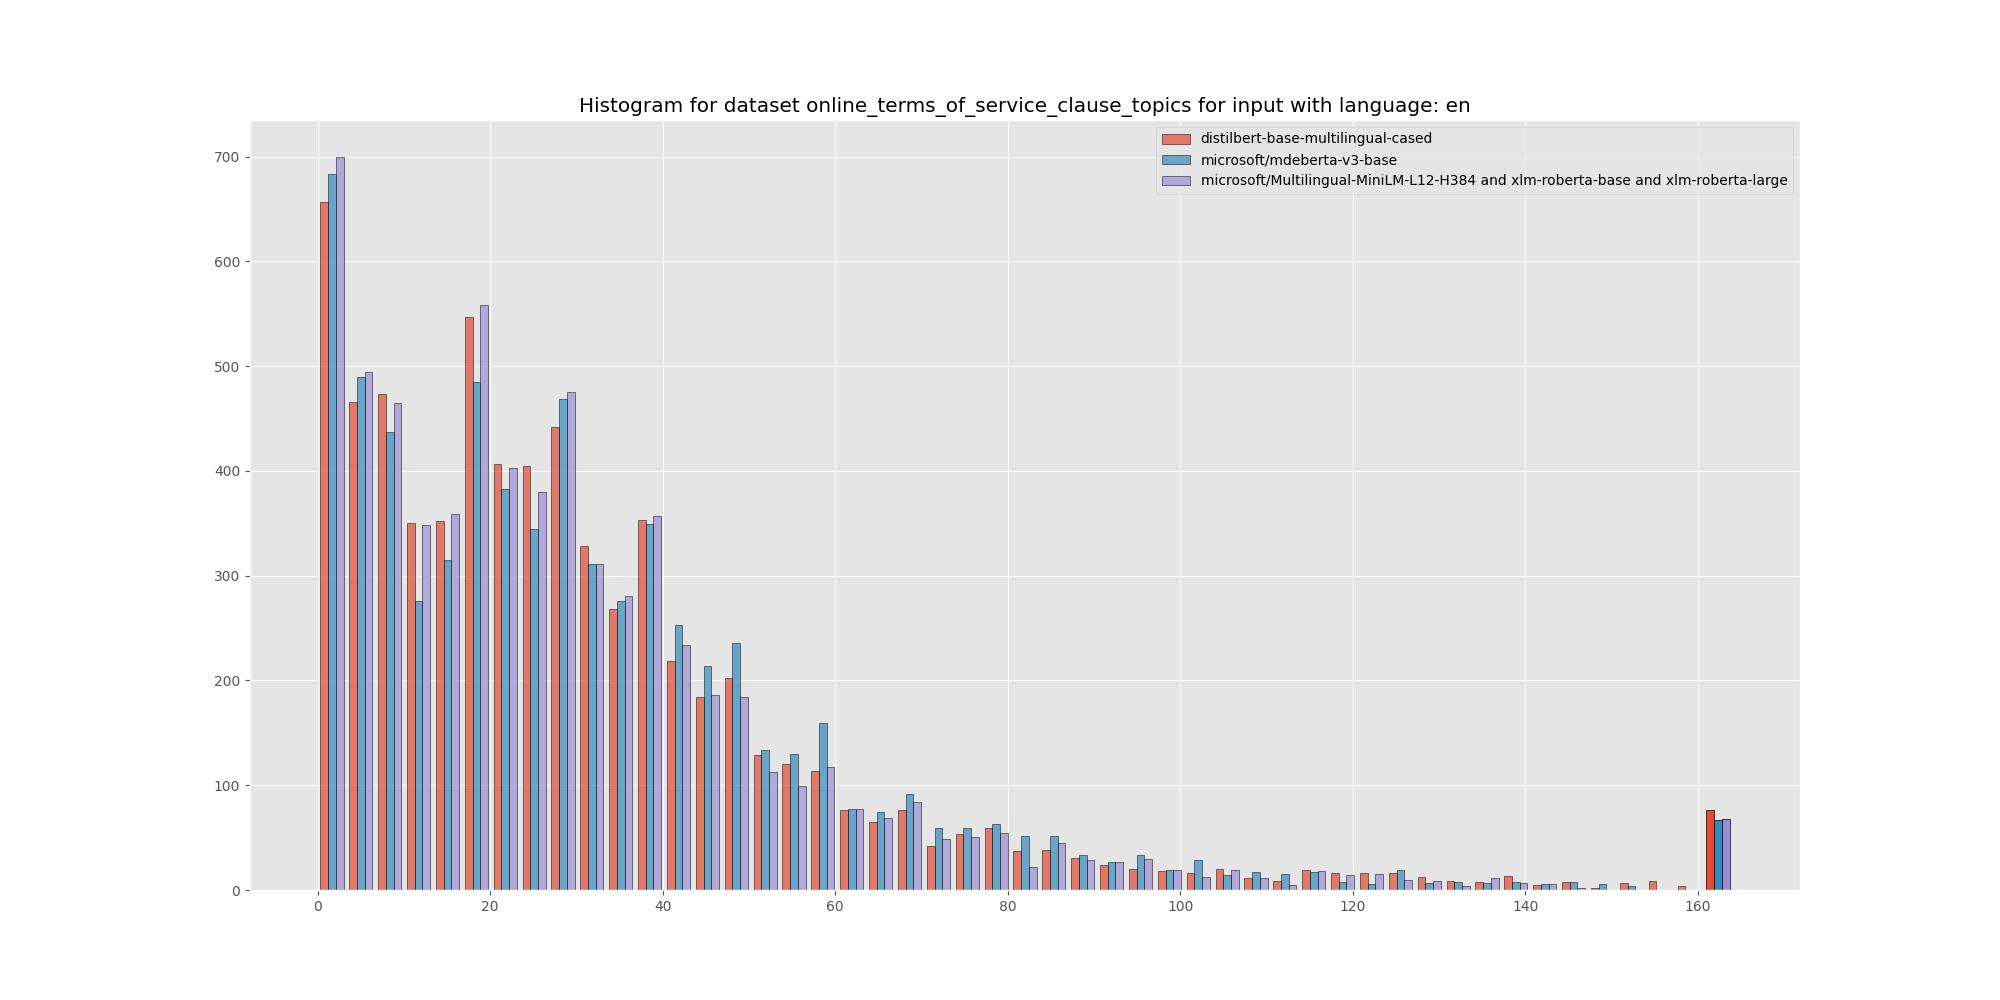 Histogram for dataset online_terms_of_service_clause_topics for input with language: en
distilbert-base-multilingual-cased
microsoft/mdeberta-v3-base
microsoft/Multilingual-MiniLM-L12-H384 and xlm-roberta-base and xlm-roberta-large
700
600
500
400
300
200
100
0
0 20 40 60 80 100 120 140 160